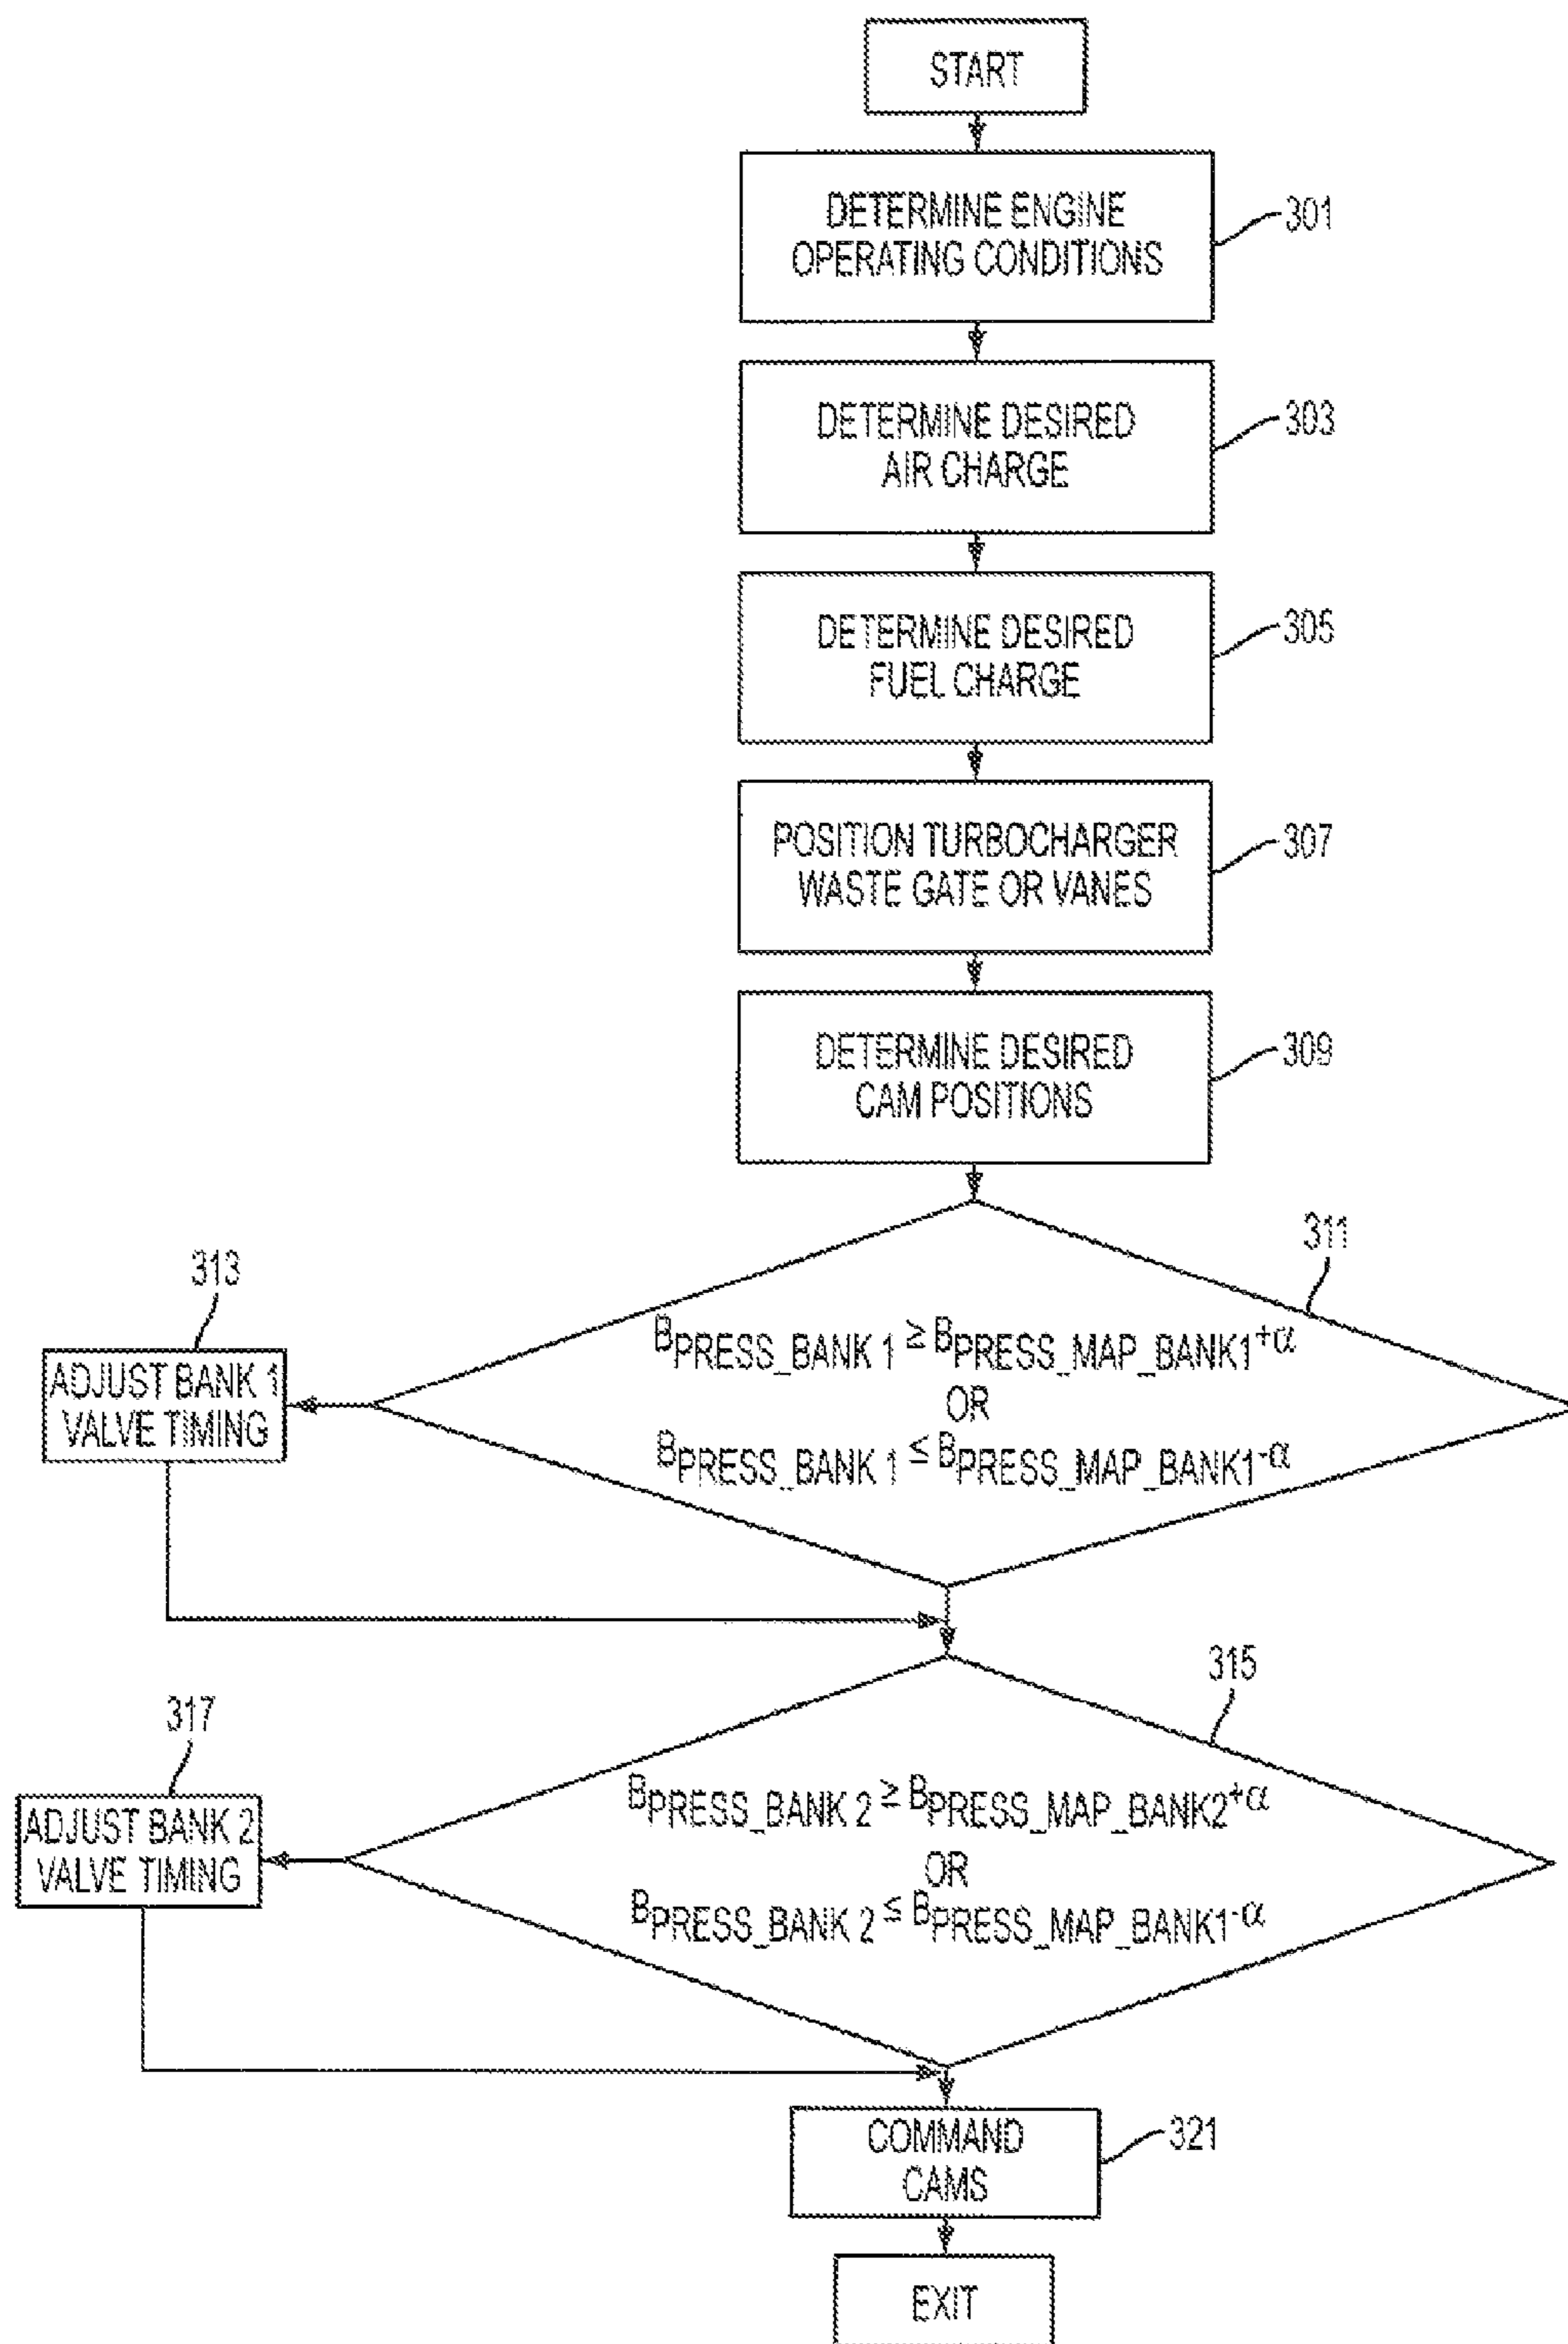 START
DETERMINE ENGINE
OPERATING CONDITIONS
301
DETERMINE DESIRED
AIR CHARGE
303
DETERMINE DESIRED
FUEL CHARGE
305
POSITION TURBOCHARGER
WASTE GATE OR VANES
307
DETERMINE DESIRED
CAM POSITIONS
309
311
BPRESS_BANK 1 ≥ BPRESS_MAP_BANK1+α
OR
BPRESS_BANK 1 ≤ BPRESS_MAP_BANK1-α
313
ADJUST BANK 1
VALVE TIMING
315
BPRESS_BANK 2 ≥ BPRESS_MAP_BANK2+α
OR
BPRESS_BANK 2 ≤ BPRESS_MAP_BANK1-α
317
ADJUST BANK 2
VALVE TIMING
COMMAND
CAMS
321
EXIT